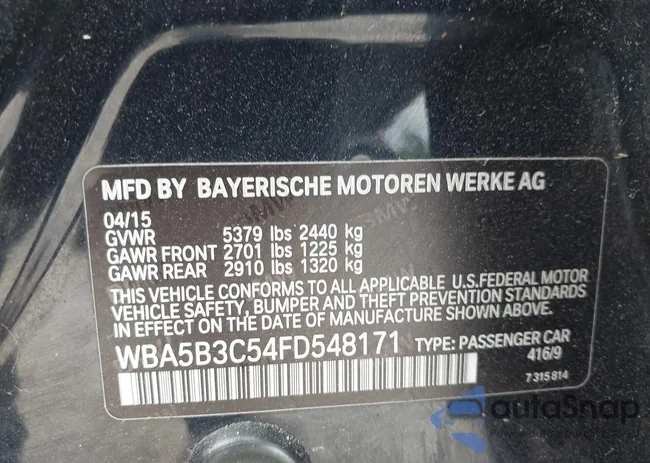 MFD BY BAYERISCHE MOTOREN WERKE AG
04/15
GVWR 5379 lbs 2440 kg
GAWR FRONT 2701 lbs 1225 kg
GAWR REAR 2910 lbs 1320 kg
THIS VEHICLE CONFORMS TO ALL APPLICABLE U.S.FEDERAL MOTOR
VEHICLE SAFETY, BUMPER AND THEFT PREVENTION STANDARDS
IN EFFECT ON THE DATE OF MANUFACTURE SHOWN ABOVE.
WBA5B3C54FD548171 TYPE: PASSENGER CAR
416/9
7 315 814
autoSnap